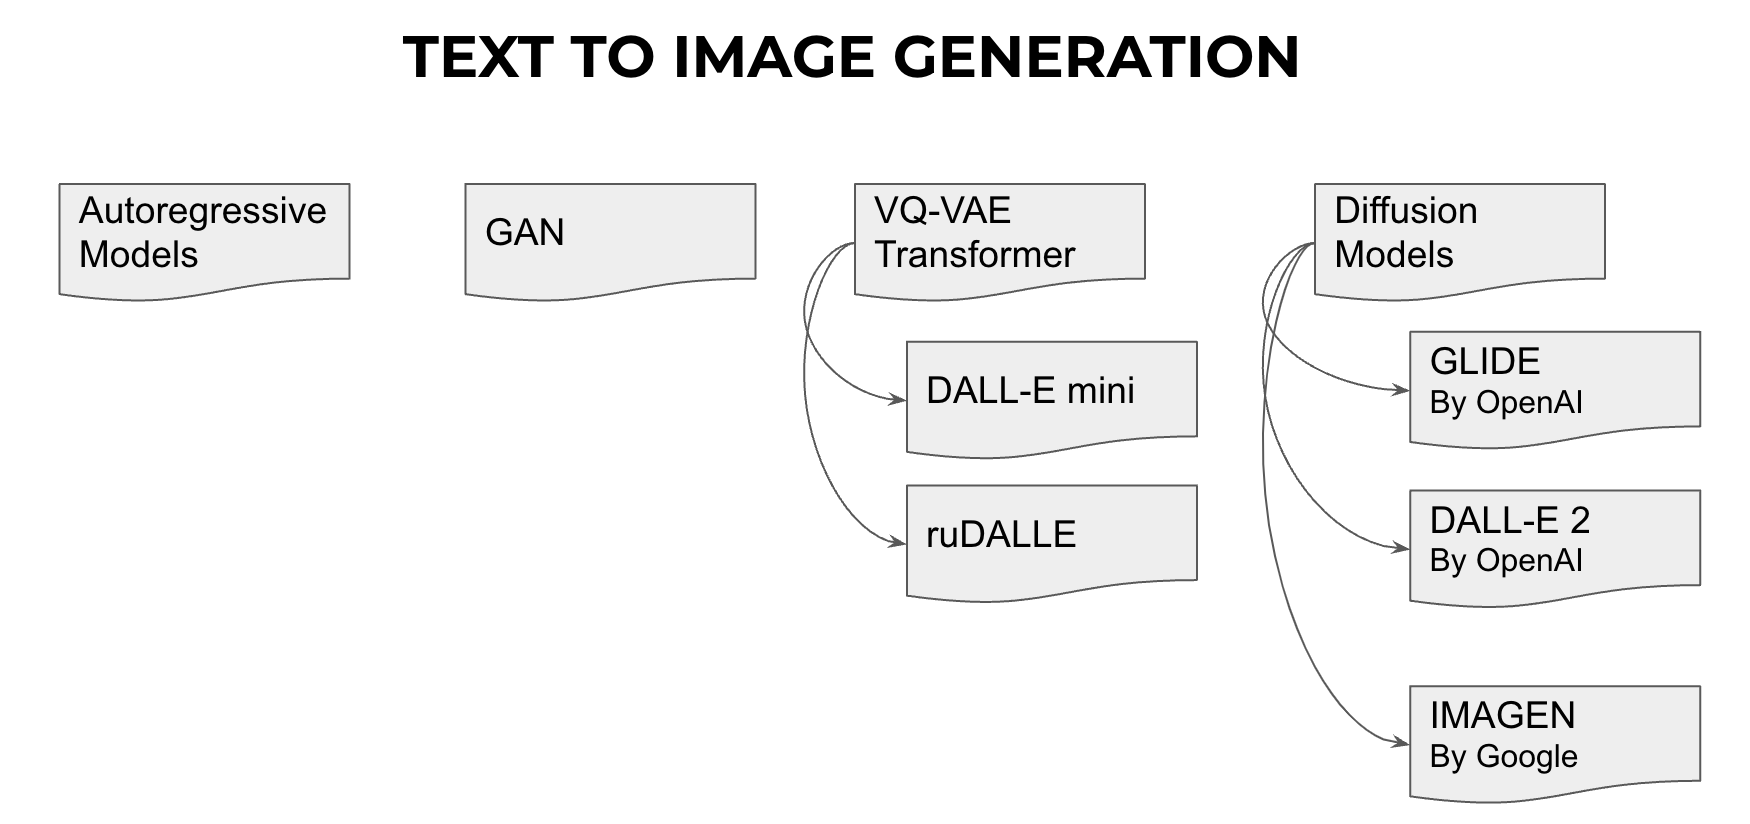 TEXT TO IMAGE GENERATION
Autoregressive
Models
GAN
VQ-VAE
Transformer
DALL-E mini
ruDALLE
Diffusion
Models
GLIDE
By OpenAI
DALL-E 2
By OpenAI
IMAGEN
By Google